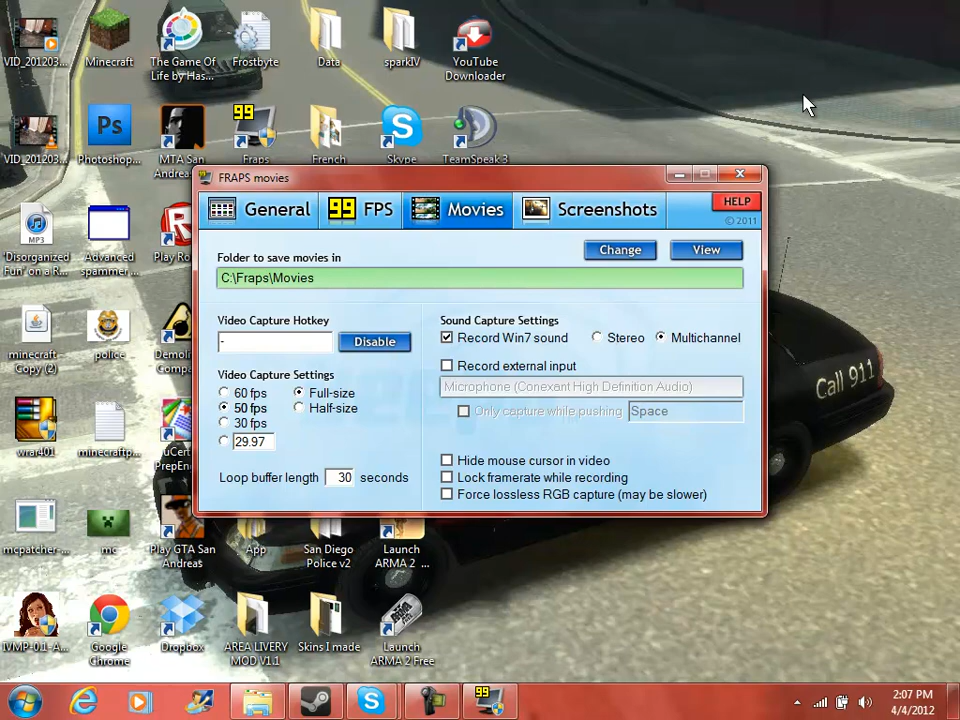 VID_201203...
Minecraft
The Game Of
Life by Has...
Frostbyte
Data
sparkIV
YouTube
Downloader
VID_201203...
Ps
Photoshop...
MTA San
Andreas
99
Fraps
French
Skype
TeamSpeak 3
FRAPS movies
General
99 FPS
Movies
Screenshots
HELP
© 2011
MP3
"Disorganized
Fun" on a R...
Advanced
spammer ...
Play Ro
Folder to save movies in
Change
View
C:\Fraps\Movies
minecraft -
Copy (2)
police
Demoli
Compa
Video Capture Hotkey
-
Disable
Sound Capture Settings
Record Win7 sound
Stereo
Multichannel
Record external input
Microphone (Conexant High Definition Audio)
Only capture while pushing
Space
Video Capture Settings
60 fps
Full-size
50 fps
Half-size
30 fps
29.97
Loop buffer length 30 seconds
Hide mouse cursor in video
Lock framerate while recording
Force lossless RGB capture (may be slower)
Call 911
wrar401
minecraftp...
uCert
PrepEn
mcpatcher-...
mc
Play GTA San
Andreas
App
San Diego
Police v2
Launch
ARMA 2 ...
IVMP-0.1-A...
Google
Chrome
Dropbox
AREA LIVERY
MOD V1.1
Skins I made
Launch
ARMA 2 Free
99
2:07 PM
4/4/2012